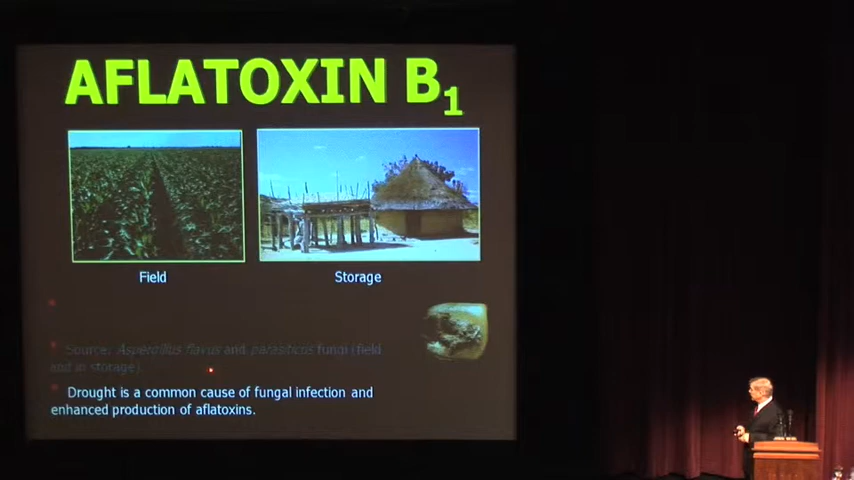 AFLATOXIN B1
Field
Storage
Source: Aspergillus flavus and parasiticus fungi (field
and in storage).
Drought is a common cause of fungal infection and
enhanced production of aflatoxins.